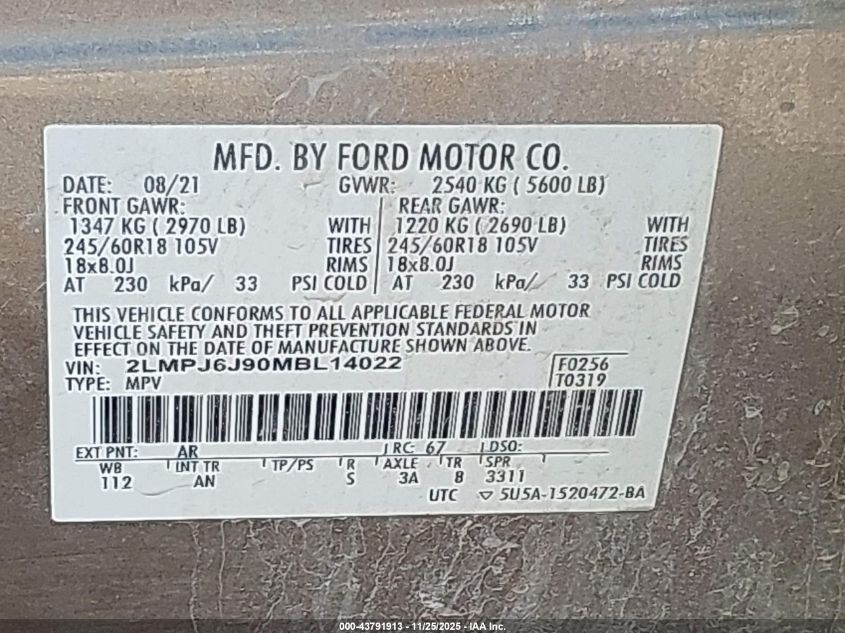 MFD. BY FORD MOTOR CO.
DATE: 08/21 GVWR: 2540 KG ( 5600 LB)
FRONT GAWR: REAR GAWR:
1347 KG ( 2970 LB) WITH 1220 KG ( 2690 LB) WITH
245/60R18 105V TIRES 245/60R18 105V TIRES
18x8.0J RIMS 18x8.0J RIMS
AT 230 kPa/ 33 PSI COLD AT 230 kPa/ 33 PSI COLD
THIS VEHICLE CONFORMS TO ALL APPLICABLE FEDERAL MOTOR
VEHICLE SAFETY AND THEFT PREVENTION STANDARDS IN
EFFECT ON THE DATE OF MANUFACTURE SHOWN ABOVE.
VIN: 2LMPJ6J90MBL14022 F0256
TYPE: MPV T0319
EXT PNT: AR RC: 67 DSO:
WB INT TR TP/PS R AXLE TR SPR
112 AN S 3A 8 3311
UTC ▽ 5U5A-1520472-BA
000-43791913 - 11/25/2025 - IAA Inc.